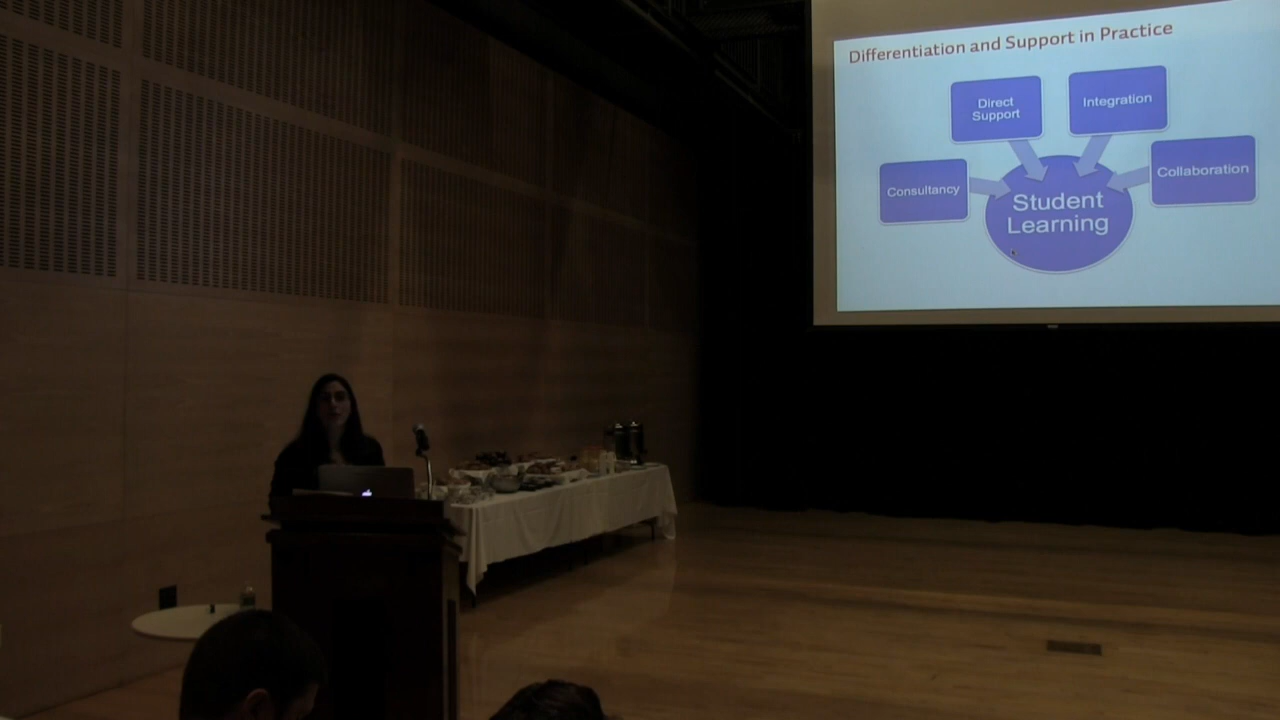 Differentiation and Support in Practice
Direct
Support
Integration
Consultancy
Collaboration
Student
Learning